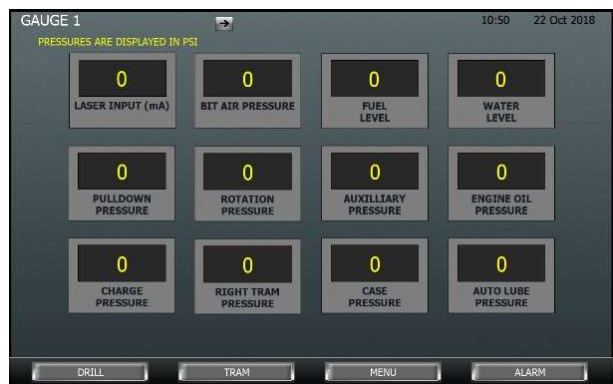 GAUGE 1 10:50 22 Oct 2018
PRESSURES ARE DISPLAYED IN PSI
0 0 0 0
LASER INPUT (mA) BIT AIR PRESSURE FUEL LEVEL WATER LEVEL
0 0 0 0
PULLDOWN PRESSURE ROTATION PRESSURE AUXILLIARY PRESSURE ENGINE OIL PRESSURE
0 0 0 0
CHARGE PRESSURE RIGHT TRAM PRESSURE CASE PRESSURE AUTO LUBE PRESSURE
DRILL TRAM MENU ALARM